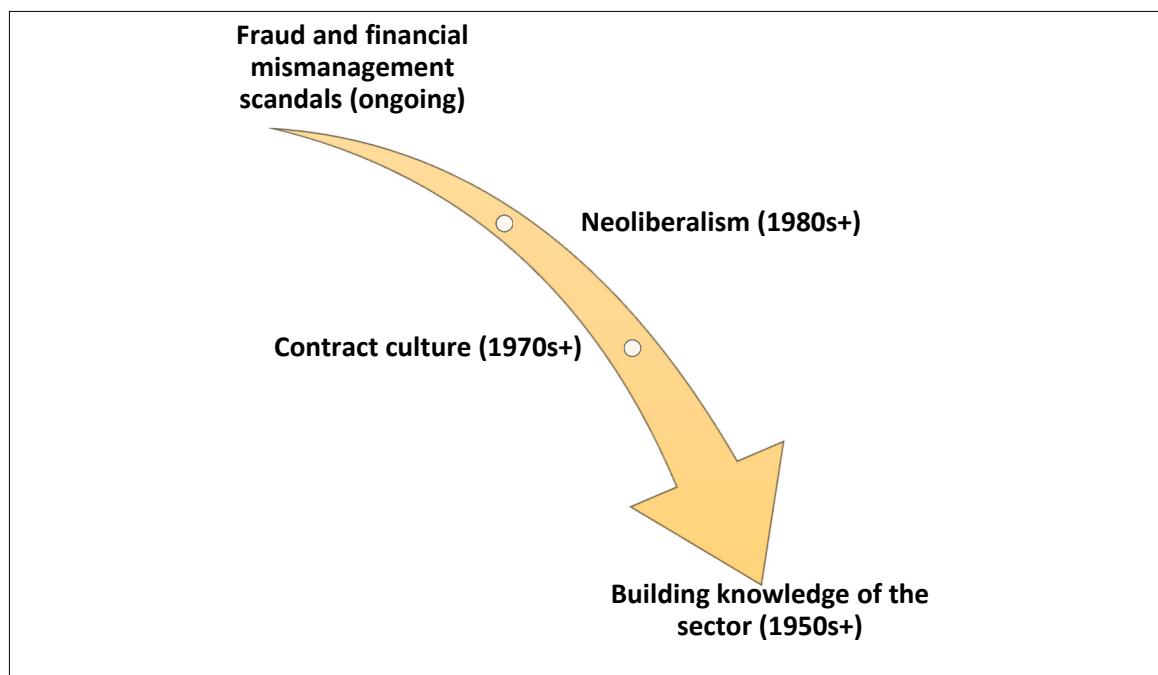 Fraud and financial
mismanagement
scandals (ongoing)
Neoliberalism (1980s+)
Contract culture (1970s+)
Building knowledge of the
sector (1950s+)